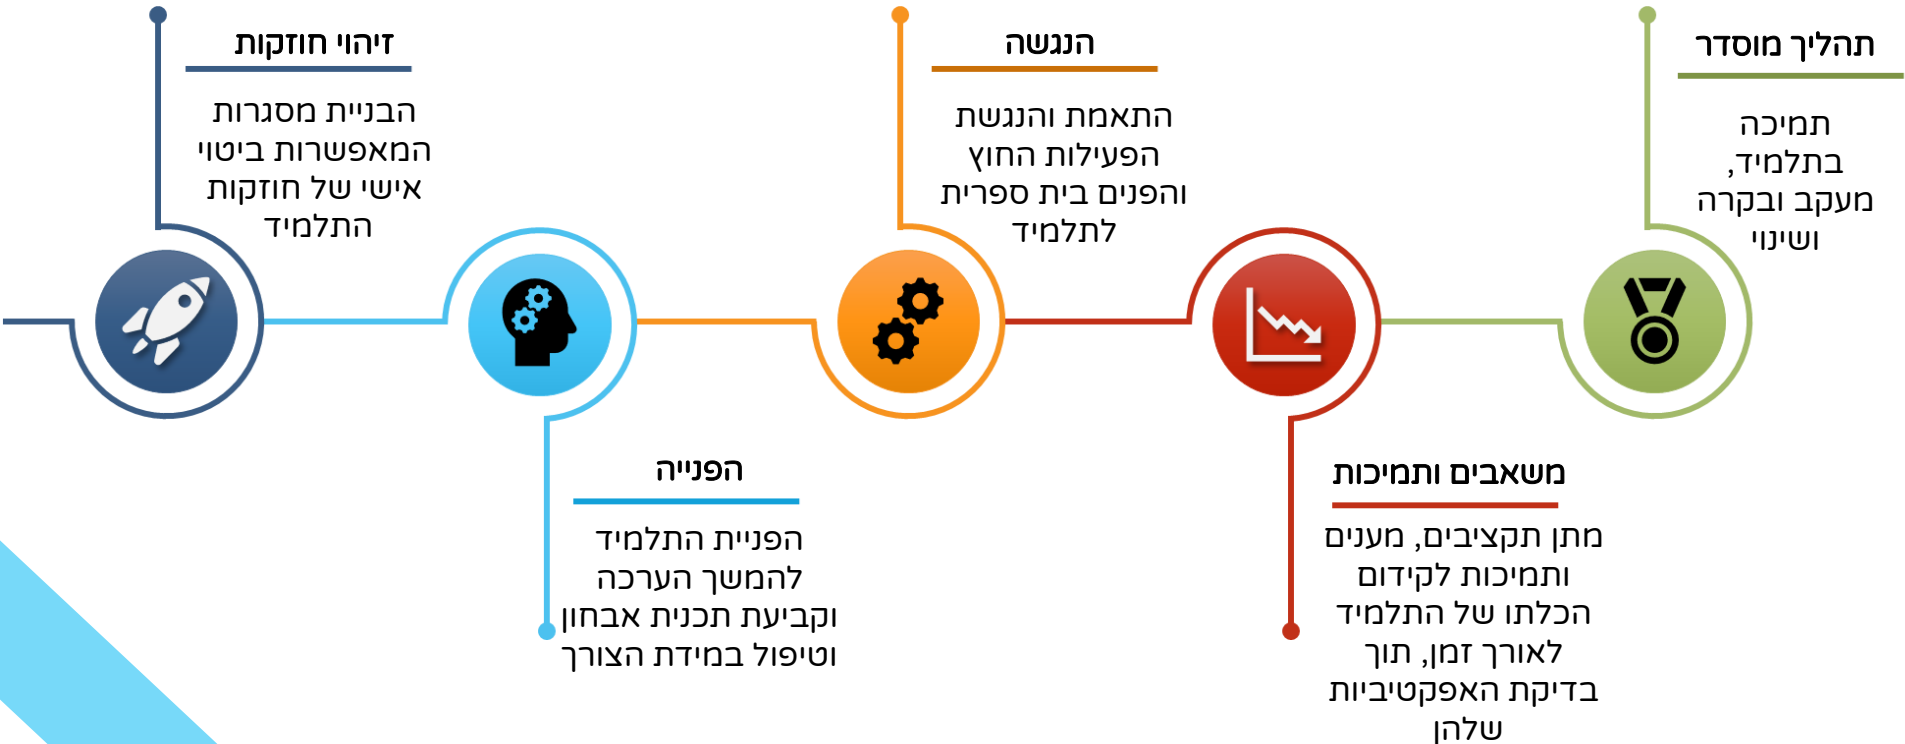 תהליך מוסדר
תמיכה
בתלמיד,
מעקב ובקרה
ושינוי
משאבים ותמיכות
מתן תקציבים, מענים
ותמיכות לקידום
הכלתו של התלמיד
לאורך זמן, תוך
בדיקת האפקטיביות
שלהן
הנגשה
התאמת והנגשת
הפעילות החוץ
והפנים בית ספרית
לתלמיד
הפנייה
הפניית התלמיד
להמשך הערכה
וקביעת תכנית אבחון
וטיפול במידת הצורך
זיהוי חוזקות
הבניית מסגרות
המאפשרות ביטוי
אישי של חוזקות
התלמיד